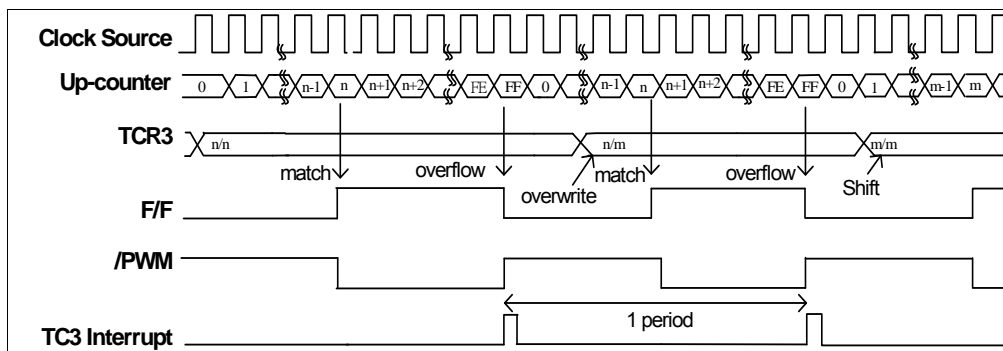 Clock Source
Up-counter
0 1 n-1 n n+1 n+2 FE FF 0 n-1 n n+1 n+2 FE FF 0 1 m-1 m
TCR3
n/n n/m m/m
match overflow overwrite match overflow Shift
F/F
/PWM
1 period
TC3 Interrupt